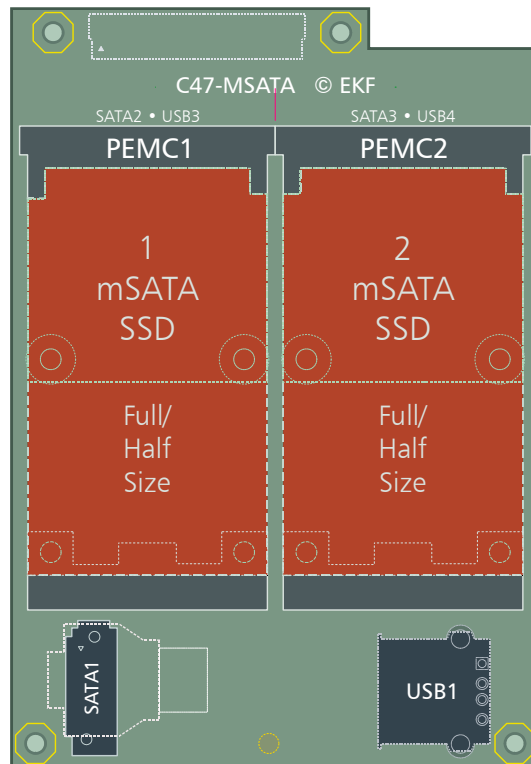 C47-MSATA © EKF
SATA2 • USB3
SATA3 • USB4
PEMC1
PEMC2
1
mSATA
SSD
2
mSATA
SSD
Full/
Half
Size
Full/
Half
Size
SATA1
USB1